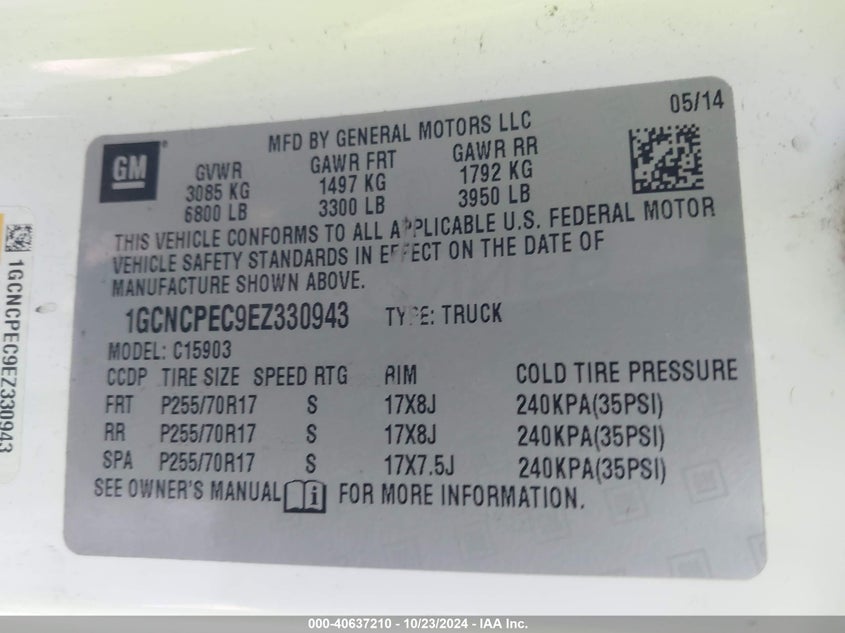 05/14
MFD BY GENERAL MOTORS LLC
GM
GVWR GAWR FRT GAWR RR
3085 KG 1497 KG 1792 KG
6800 LB 3300 LB 3950 LB
THIS VEHICLE CONFORMS TO ALL APPLICABLE U.S. FEDERAL MOTOR
VEHICLE SAFETY STANDARDS IN EFFECT ON THE DATE OF
MANUFACTURE SHOWN ABOVE.
1GCNCPEC9EZ330943 TYPE: TRUCK
MODEL: C15903
CCDP TIRE SIZE SPEED RTG RIM COLD TIRE PRESSURE
FRT P255/70R17 S 17X8J 240KPA(35PSI)
RR P255/70R17 S 17X8J 240KPA(35PSI)
SPA P255/70R17 S 17X7.5J 240KPA(35PSI)
SEE OWNER'S MANUAL i FOR MORE INFORMATION.
1GCNCPEC9EZ330943
000-40637210 - 10/23/2024 - IAA Inc.